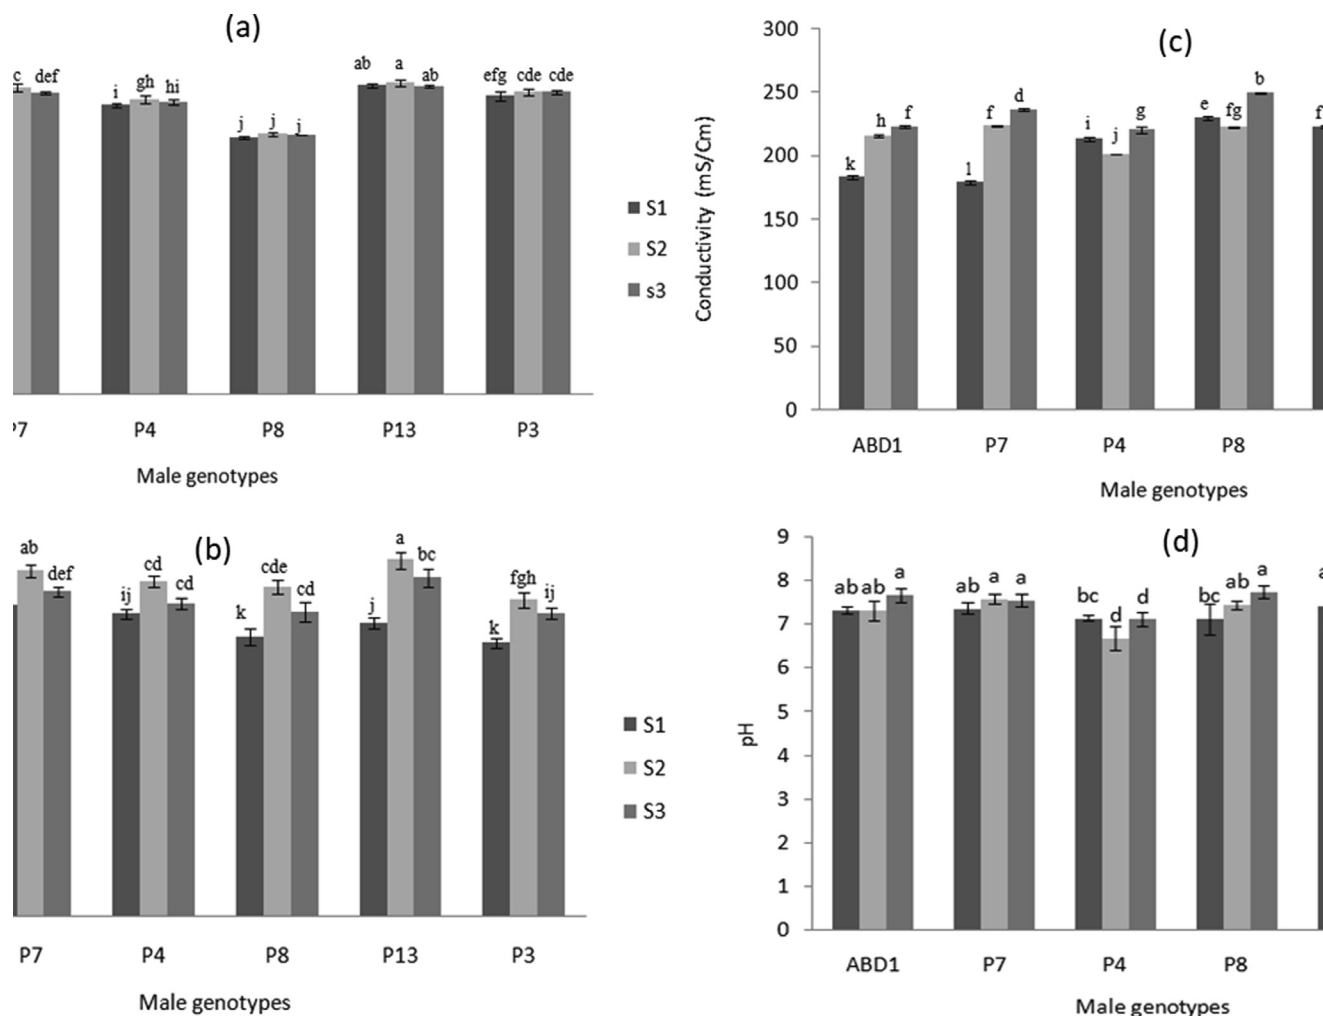 (a)
c def i gh hi j j j ab a ab efg cde cde
S1
S2
s3
P7 P4 P8 P13 P3
Male genotypes
(b)
ab def ij cd cd k cde cd j a bc k fgh ij
S1
S2
S3
P7 P4 P8 P13 P3
Male genotypes
(c)
Conductivity (mS/Cm)
300
250
200
150
100
50
0
k h f l f d i j g e fg b f
ABD1 P7 P4 P8
Male genotypes
(d)
pH
9
8
7
6
5
4
3
2
1
0
ab ab a ab a a bc d d bc ab a a
ABD1 P7 P4 P8
Male genotypes